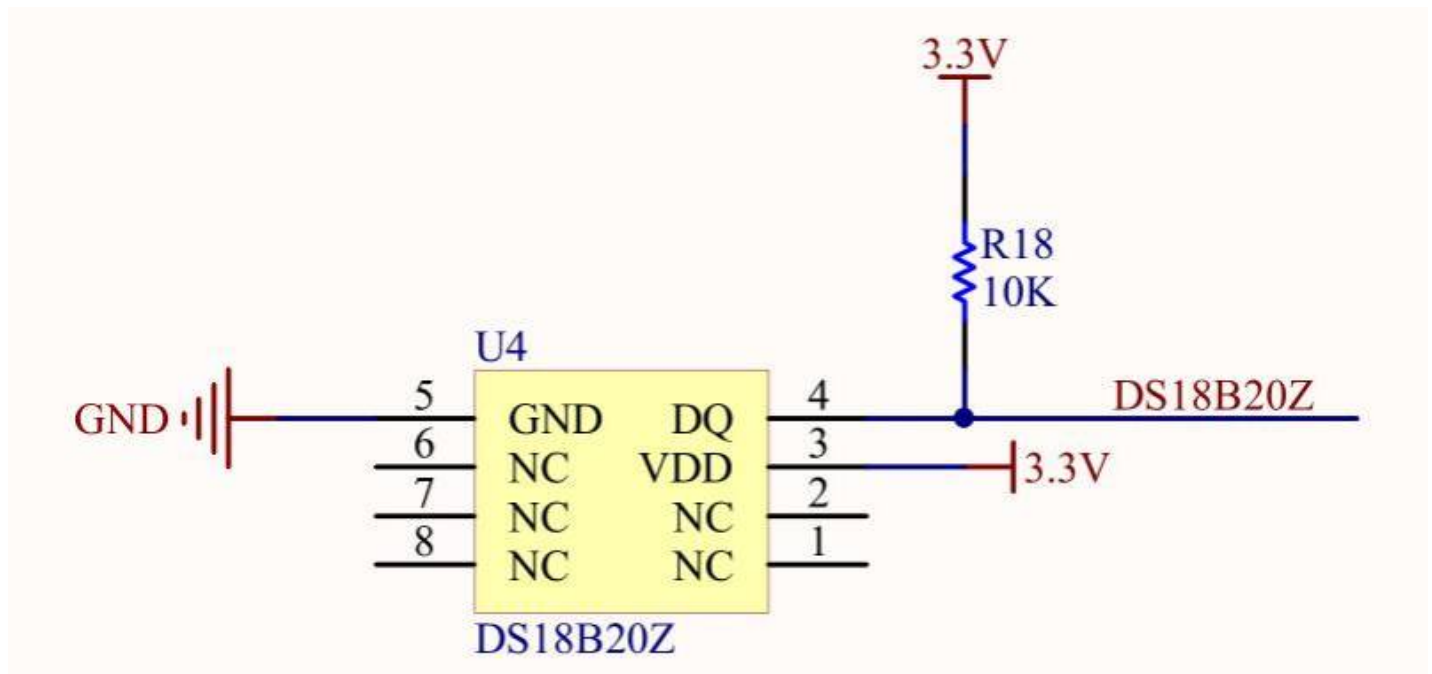 3.3V
R18
10K
U4
GND 5 GND DQ 4 DS18B20Z
6 NC VDD 3 3.3V
7 NC NC 2
8 NC NC 1
DS18B20Z